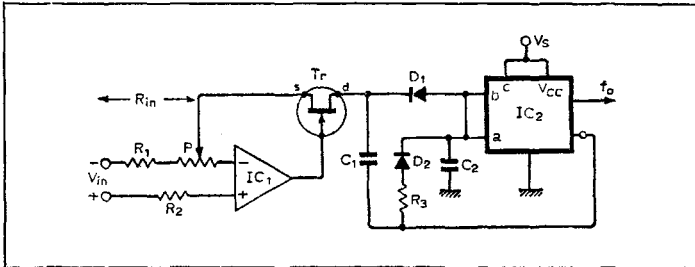 Vs
Tr
s
d
D1
b
c
Vcc
fo
Rin
IC2
a
R1
P
−
−
C1
D2
C2
Vin
IC1
+
R2
+
R3